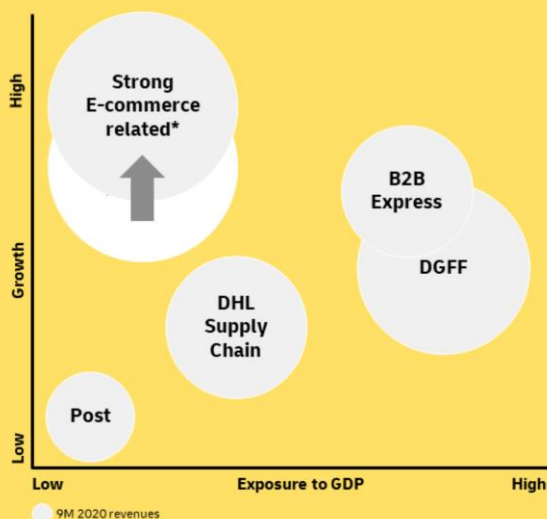 High
Growth
Low
Strong
E-commerce
related*
B2B
Express
DGFF
DHL
Supply
Chain
Post
Low
Exposure to GDP
High
9M 2020 revenues